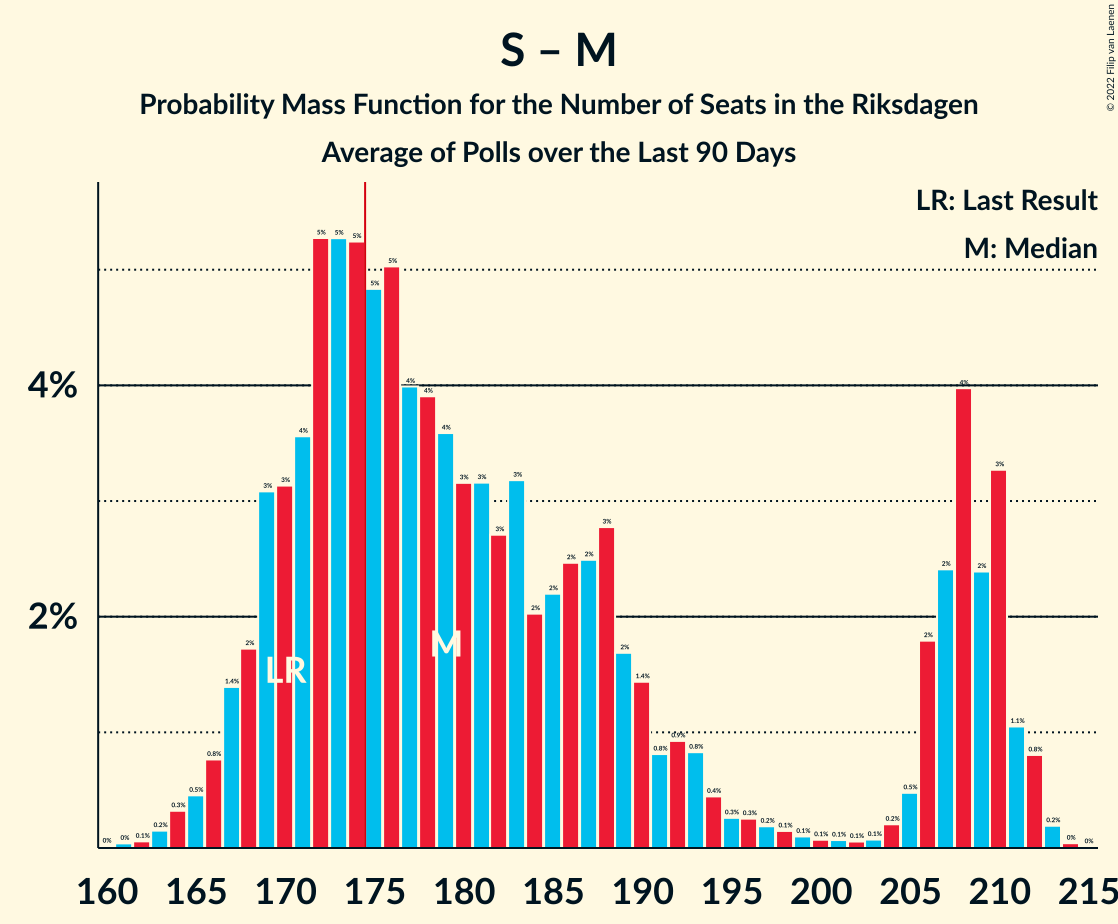 S – M
Probability Mass Function for the Number of Seats in the Riksdagen
Average of Polls over the Last 90 Days
© 2022 Filip van Laenen
LR: Last Result
M: Median
4%
2%
0% 0% 0.1% 0.2% 0.3% 0.5% 0.8% 1.4% 2% 3% 3% 4% 5% 5% 5% 5% 5% 4% 4% 4% 3% 3% 3% 3% 2% 2% 2% 2% 3% 2% 1.4% 0.8% 0.9% 0.8% 0.4% 0.3% 0.3% 0.2% 0.1% 0.1% 0.1% 0.1% 0.1% 0.1% 0.2% 0.5% 2% 2% 4% 2% 3% 1.1% 0.8% 0.2% 0% 0%
LR
M
160 165 170 175 180 185 190 195 200 205 210 215